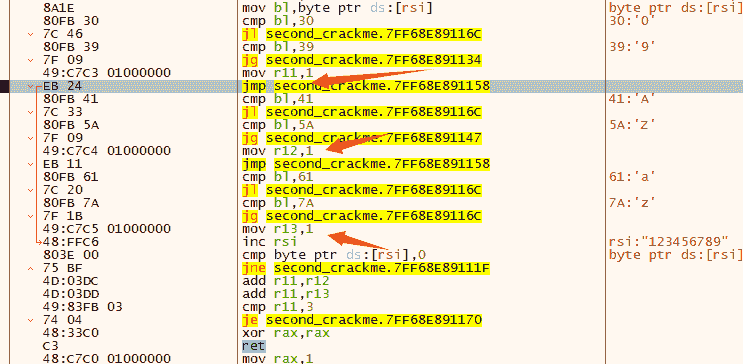 8A1E mov bl,byte ptr ds:[rsi]
80FB 30 cmp bl,30 30:'0'
7C 46 jl second_crackme.7FF68E89116C
80FB 39 cmp bl,39 39:'9'
7F 09 jg second_crackme.7FF68E891134
49:C7C3 01000000 mov r11,1
EB 24 jmp second_crackme.7FF68E891158
80FB 41 cmp bl,41 41:'A'
7C 33 jl second_crackme.7FF68E89116C
80FB 5A cmp bl,5A 5A:'Z'
7F 09 jg second_crackme.7FF68E891147
49:C7C4 01000000 mov r12,1
EB 11 jmp second_crackme.7FF68E891158
80FB 61 cmp bl,61 61:'a'
7C 20 jl second_crackme.7FF68E89116C
80FB 7A cmp bl,7A 7A:'z'
7F 1B jg second_crackme.7FF68E89116C
49:C7C5 01000000 mov r13,1
48:FFC6 inc rsi rsi:"123456789"
803E 00 cmp byte ptr ds:[rsi],0 byte ptr ds:[rsi]
75 BF jne second_crackme.7FF68E89111F
4D:03DC add r11,r12
4D:03DD add r11,r13
49:83FB 03 cmp r11,3
74 04 je second_crackme.7FF68E891170
48:33C0 xor rax,rax
C3 ret
48:C7C0 01000000 mov rax,1